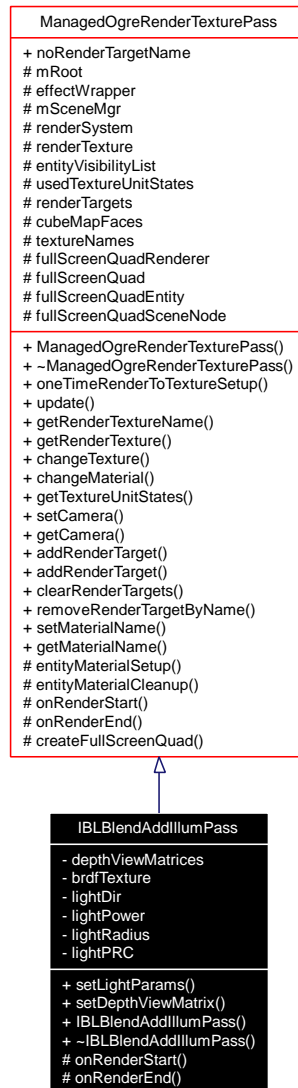 ManagedOgreRenderTexturePass
+ noRenderTargetName
# mRoot
# effectWrapper
# mSceneMgr
# renderSystem
# renderTexture
# entityVisibilityList
# usedTextureUnitStates
# renderTargets
# cubeMapFaces
# textureNames
# fullScreenQuadRenderer
# fullScreenQuad
# fullScreenQuadEntity
# fullScreenQuadSceneNode
+ ManagedOgreRenderTexturePass()
+ ~ManagedOgreRenderTexturePass()
+ oneTimeRenderToTextureSetup()
+ update()
+ getRenderTextureName()
+ getRenderTexture()
+ changeTexture()
+ changeMaterial()
+ getTextureUnitStates()
+ setCamera()
+ getCamera()
+ addRenderTarget()
+ addRenderTarget()
+ clearRenderTargets()
+ removeRenderTargetByName()
+ setMaterialName()
+ getMaterialName()
# entityMaterialSetup()
# entityMaterialCleanup()
# onRenderStart()
# onRenderEnd()
# createFullScreenQuad()
IBLBlendAddIllumPass
- depthViewMatrices
- brdfTexture
- lightDir
- lightPower
- lightRadius
- lightPRC
+ setLightParams()
+ setDepthViewMatrix()
+ IBLBlendAddIllumPass()
+ ~IBLBlendAddIllumPass()
# onRenderStart()
# onRenderEnd()